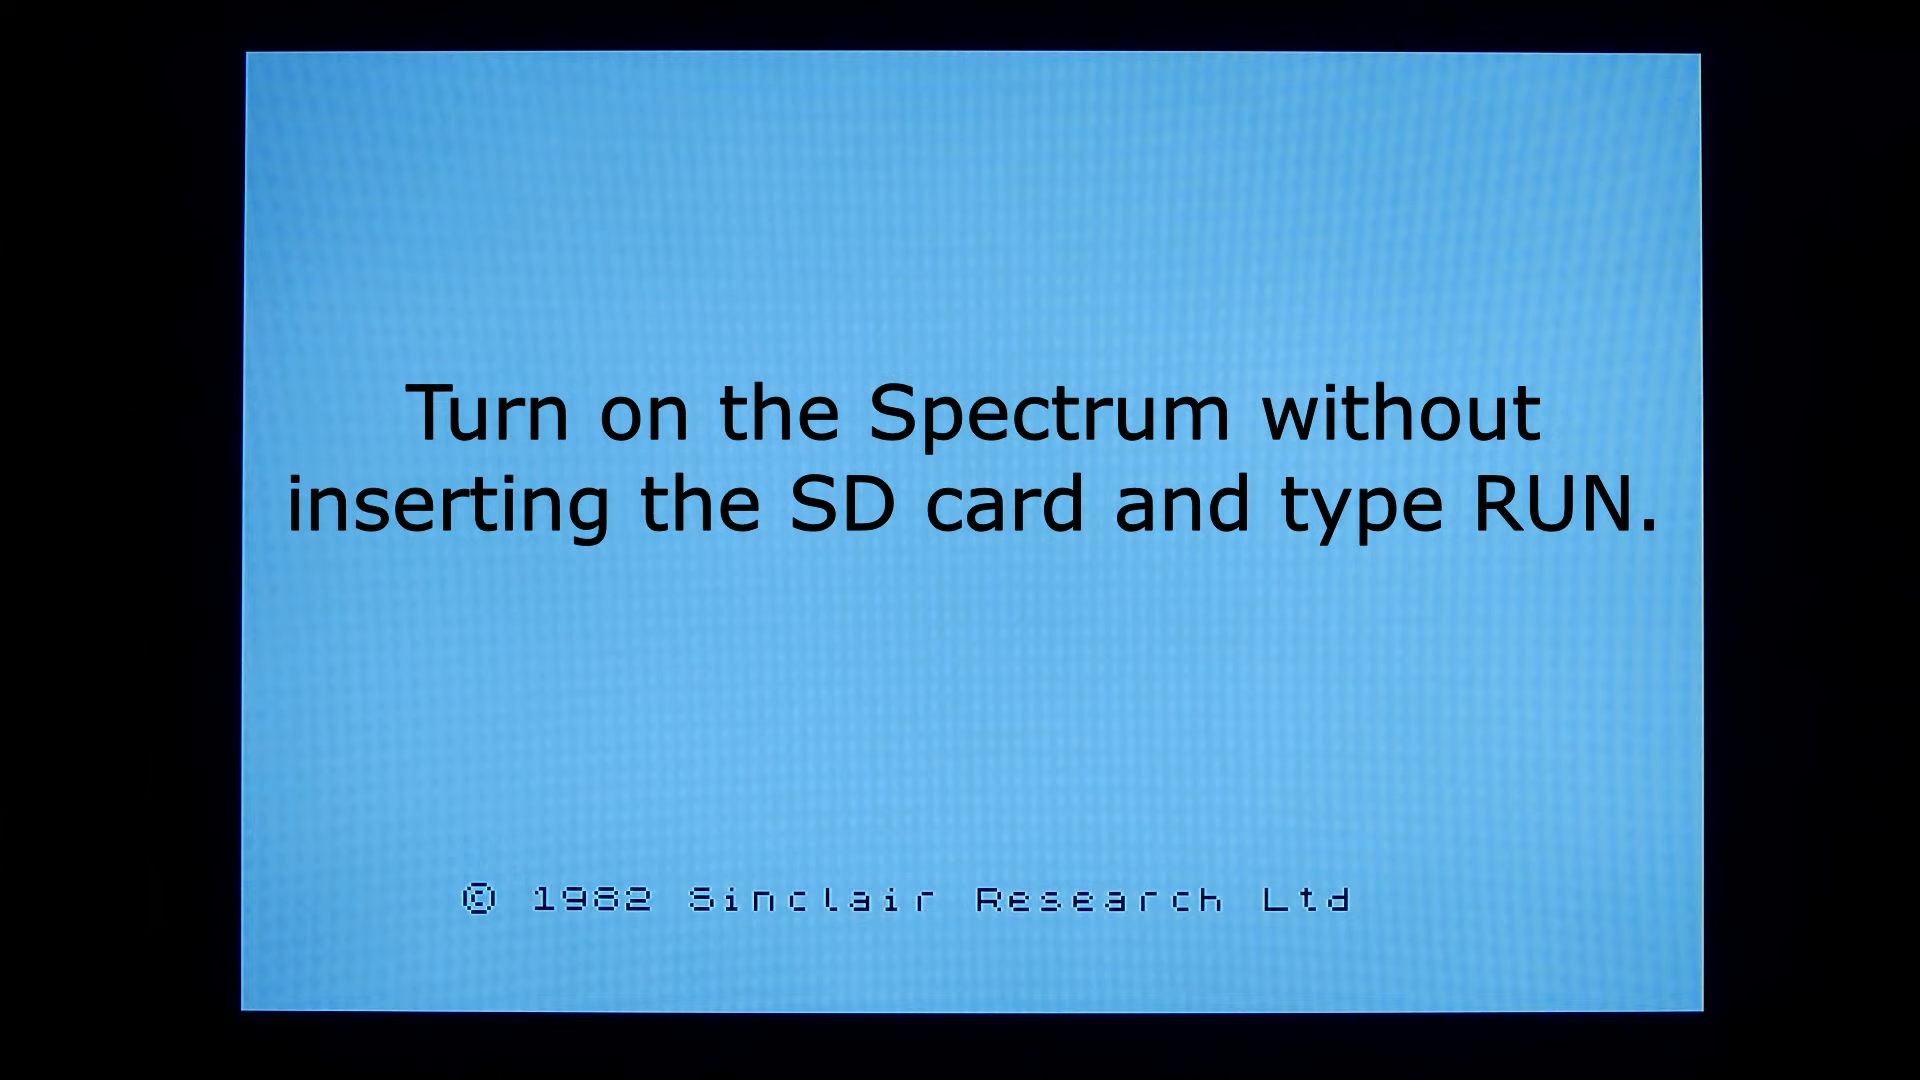 Turn on the Spectrum without
inserting the SD card and type RUN.
© 1982 Sinclair Research Ltd